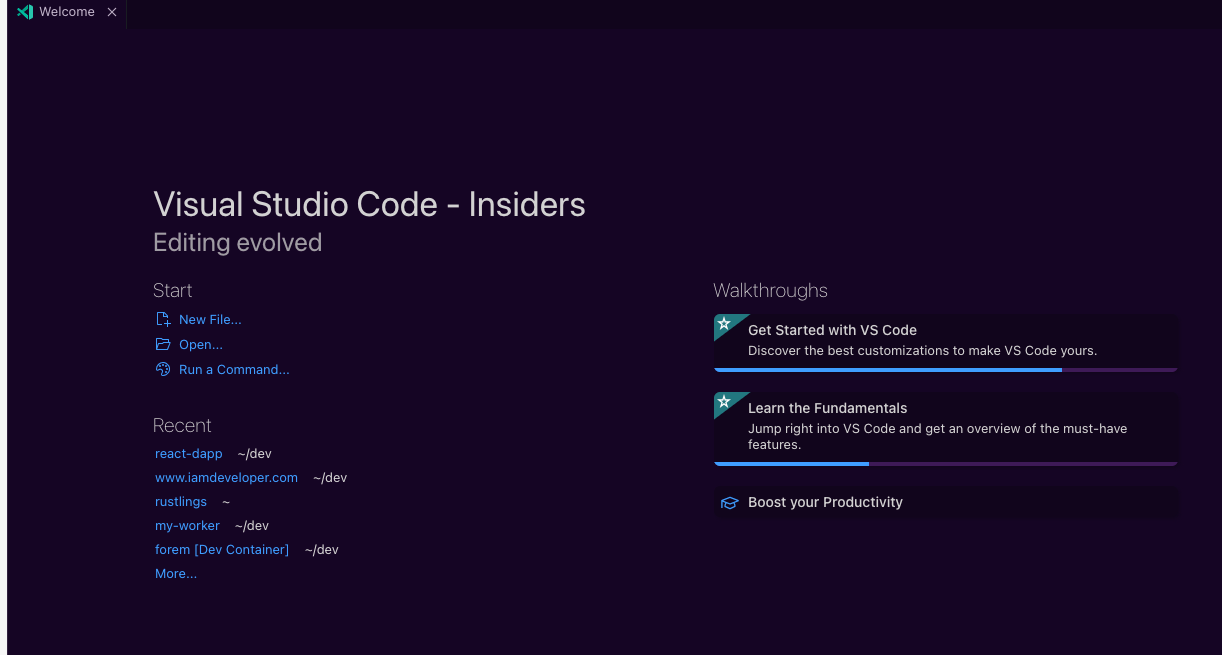 Welcome
Visual Studio Code - Insiders
Editing evolved
Start
New File...
Open...
Run a Command...
Recent
react-dapp ~/dev
www.iamdeveloper.com ~/dev
rustlings ~
my-worker ~/dev
forem [Dev Container] ~/dev
More...
Walkthroughs
Get Started with VS Code
Discover the best customizations to make VS Code yours.
Learn the Fundamentals
Jump right into VS Code and get an overview of the must-have
features.
Boost your Productivity